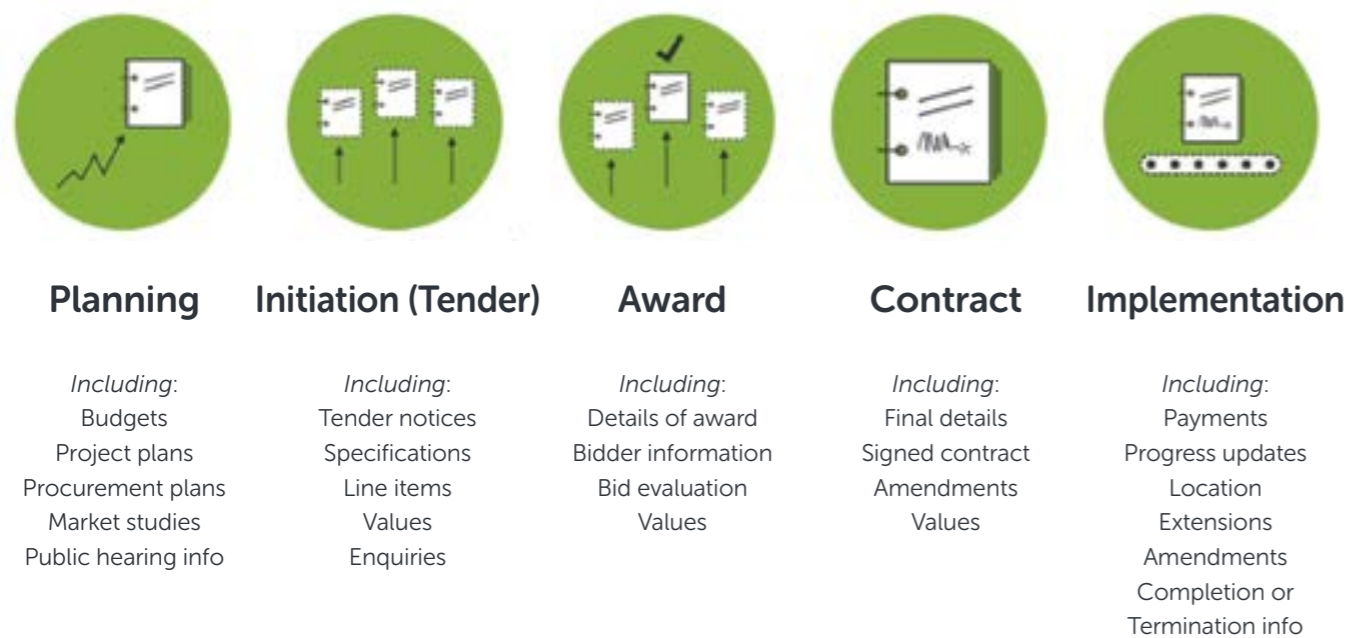 Planning
Including:
Budgets
Project plans
Procurement plans
Market studies
Public hearing info
Initiation (Tender)
Including:
Tender notices
Specifications
Line items
Values
Enquiries
Award
Including:
Details of award
Bidder information
Bid evaluation
Values
Contract
Including:
Final details
Signed contract
Amendments
Values
Implementation
Including:
Payments
Progress updates
Location
Extensions
Amendments
Completion or
Termination info